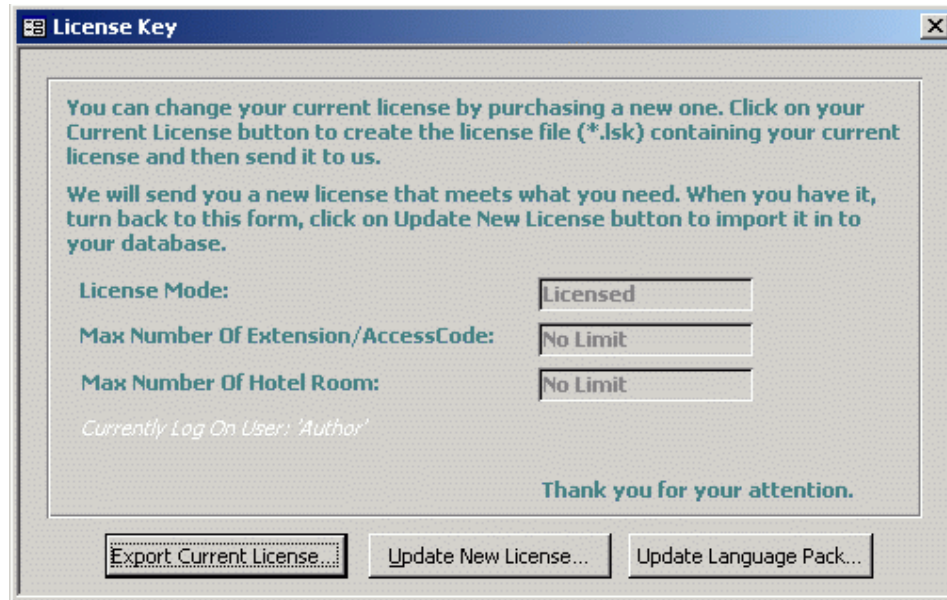 License Key
You can change your current license by purchasing a new one. Click on your
Current License button to create the license file (*.lsk) containing your current
license and then send it to us.
We will send you a new license that meets what you need. When you have it,
turn back to this form, click on Update New License button to import it in to
your database.
License Mode: Licensed
Max Number Of Extension/AccessCode: No Limit
Max Number Of Hotel Room: No Limit
Currently Log On User: 'Author'
Thank you for your attention.
Export Current License... Update New License... Update Language Pack...